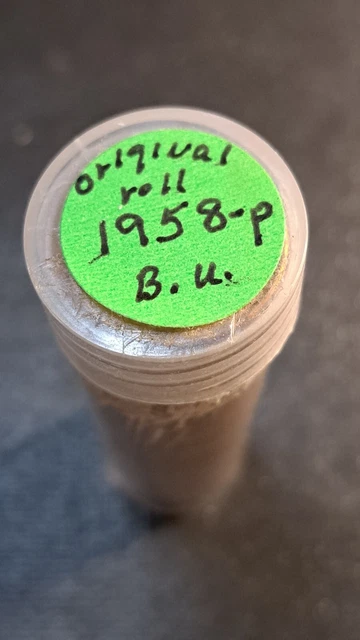 original
roll
1958-P
B.U.